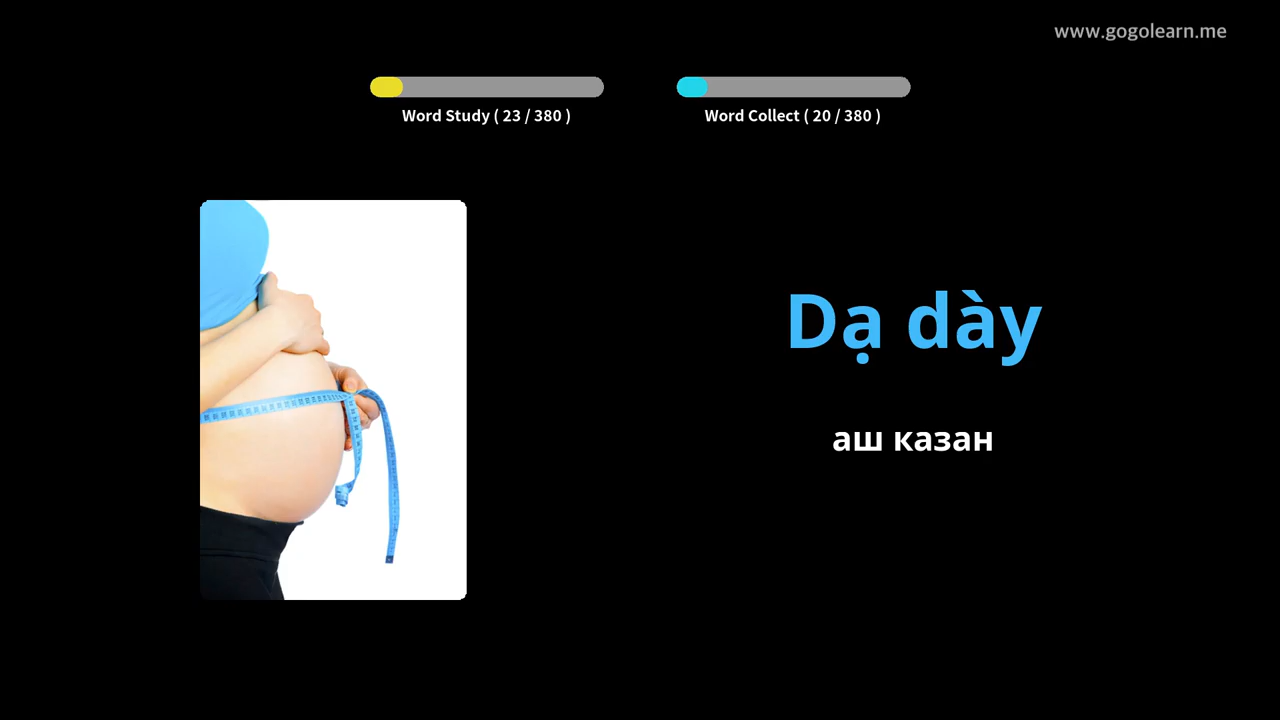 www.gogolearn.me
Word Study ( 23 / 380 )
Word Collect ( 20 / 380 )
Dạ dày
аш казан